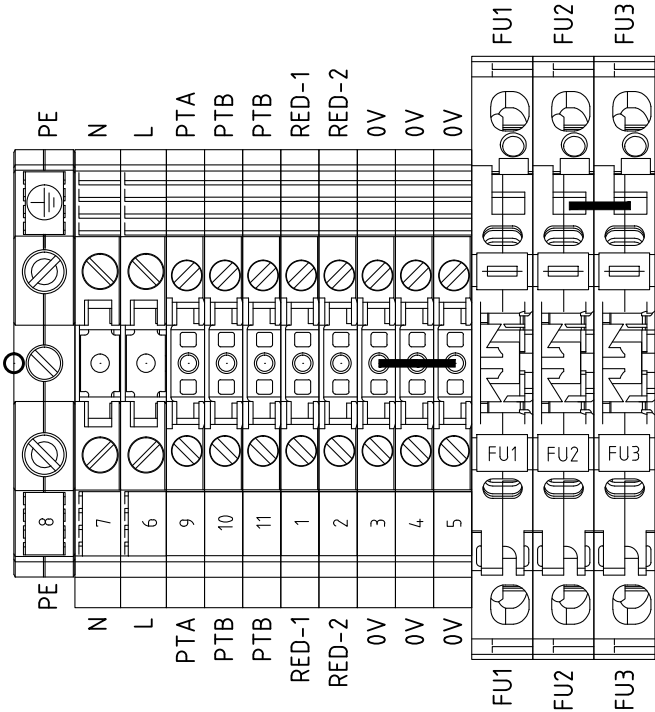 PE
N
L
PTA
PTB
PTB
RED-1
RED-2
0V
0V
0V
FU1
FU2
FU3
FU1
FU2
FU3
8
7
6
9
10
11
1
2
3
4
5
PE
N
L
PTA
PTB
PTB
RED-1
RED-2
0V
0V
0V
FU1
FU2
FU3